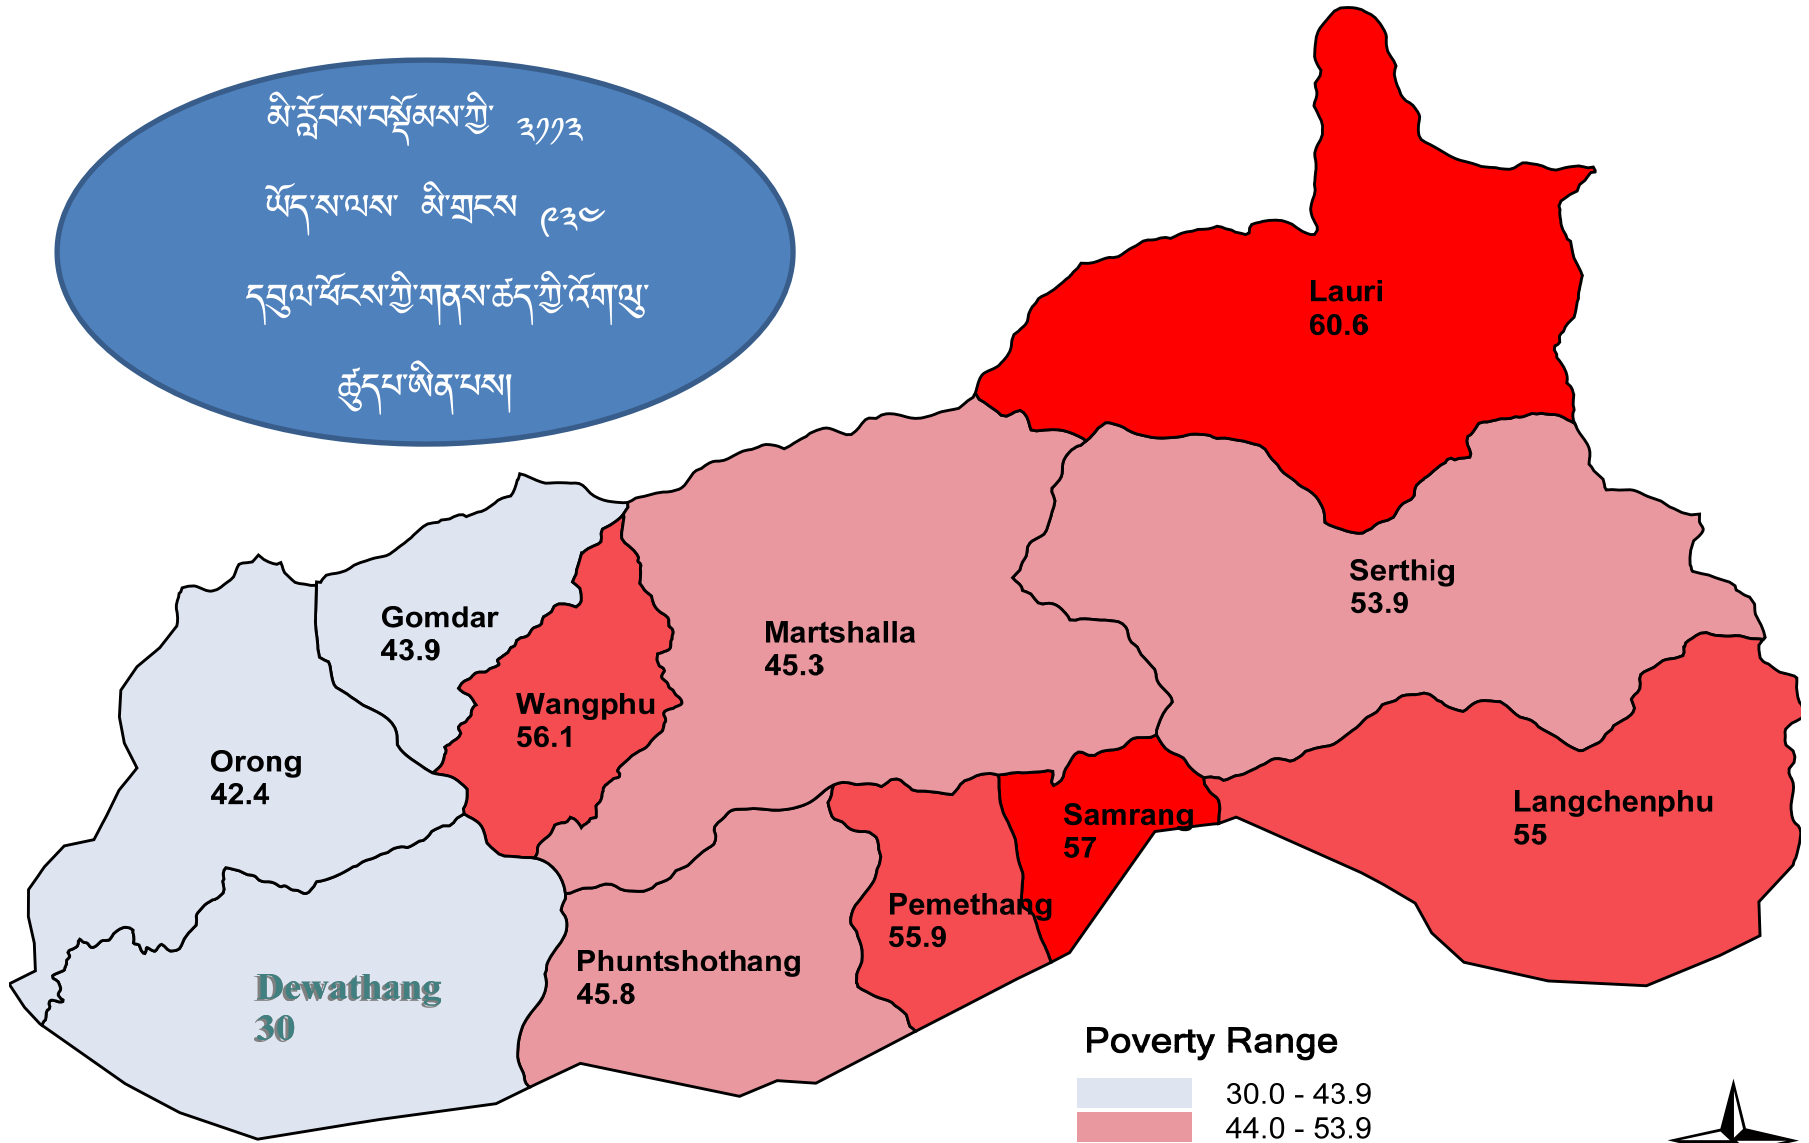 མི་རློབས་བསྡོམས་ཀྱི་ ༣༡༡༣
ཡོད་ས་ལས་ མི་གྲངས ༩༣༤
དབུལ་ཕོངས་ཀྱི་གནས་ཚད་ཀྱི་འོག་ལུ་
ཚུདཔ་ཨིན་པས།
Lauri
60.6
Serthig
53.9
Gomdar
43.9
Martshalla
45.3
Wangphu
56.1
Orong
42.4
Samrang
57
Langchenphu
55
Pemethang
55.9
Phuntshothang
45.8
Dewathang
30
Poverty Range
30.0 - 43.9
44.0 - 53.9